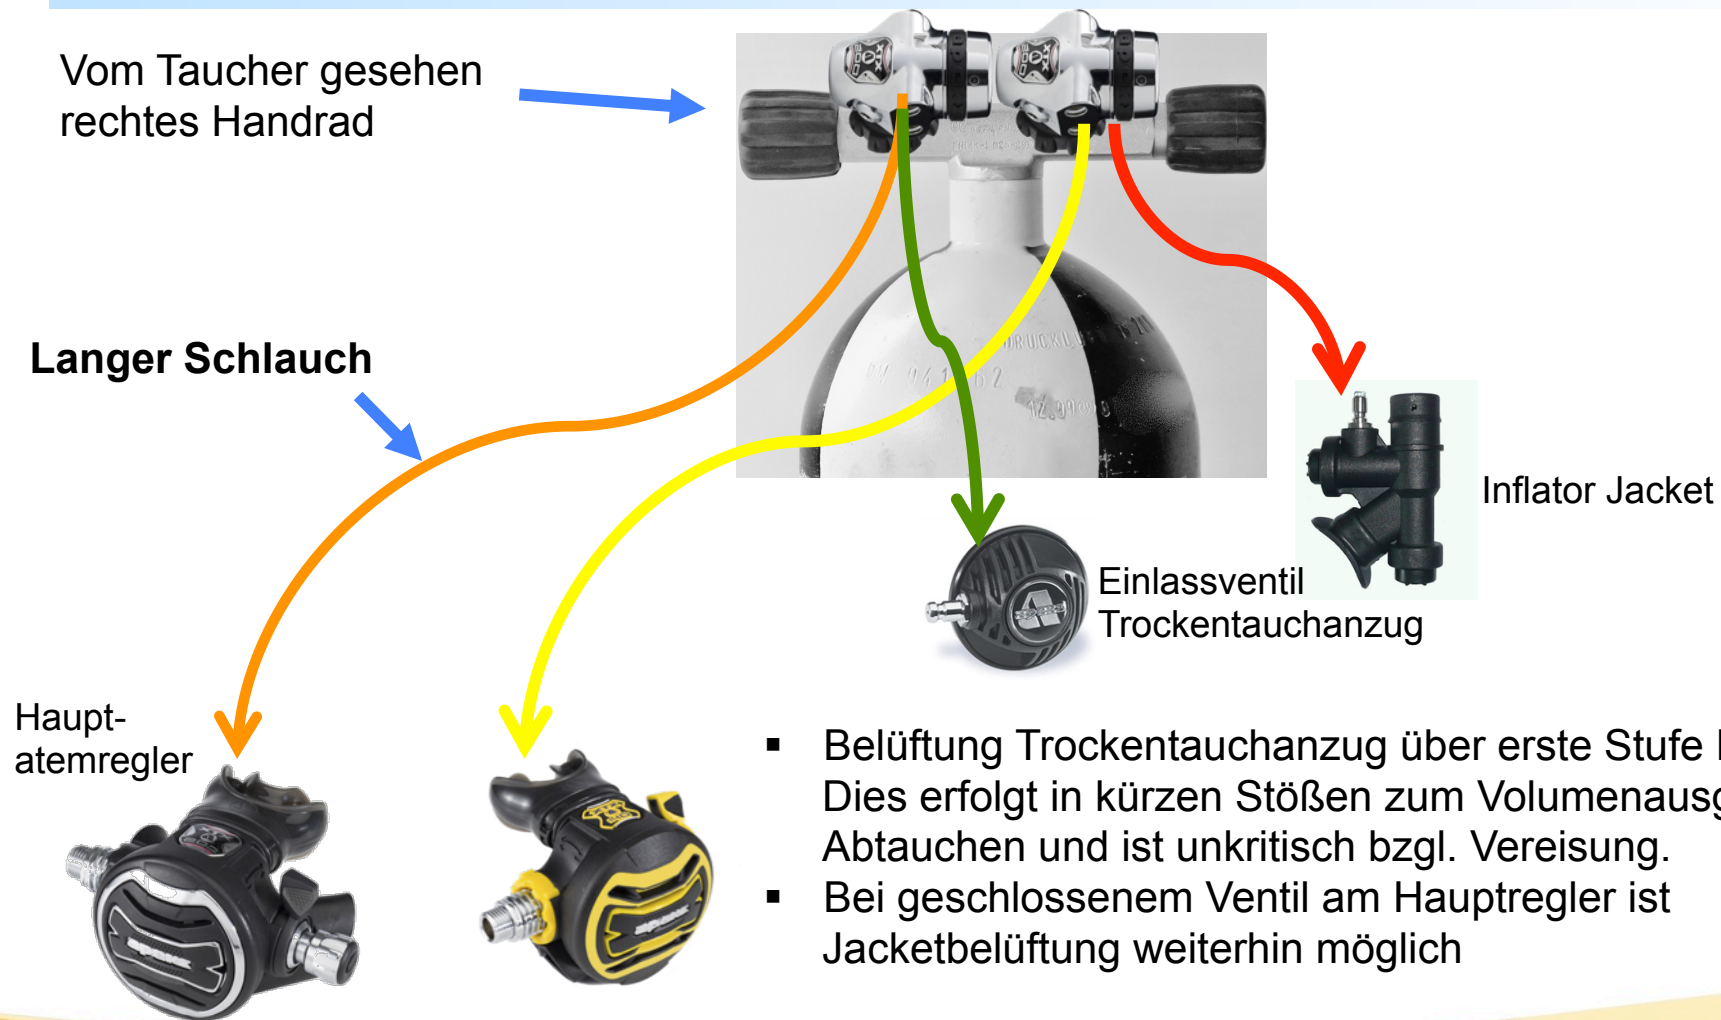 Vom Taucher gesehen
rechtes Handrad
Langer Schlauch
Inflator Jacket
Einlassventil
Trockentauchanzug
Haupt-
atemregler
▪ Belüftung Trockentauchanzug über erste Stufe
Dies erfolgt in kürzen Stößen zum
Abtauchen und ist unkritisch bzgl. Vereisung.
▪ Bei geschlossenem Ventil am Hauptregler ist
Jacketbelüftung weiterhin möglich